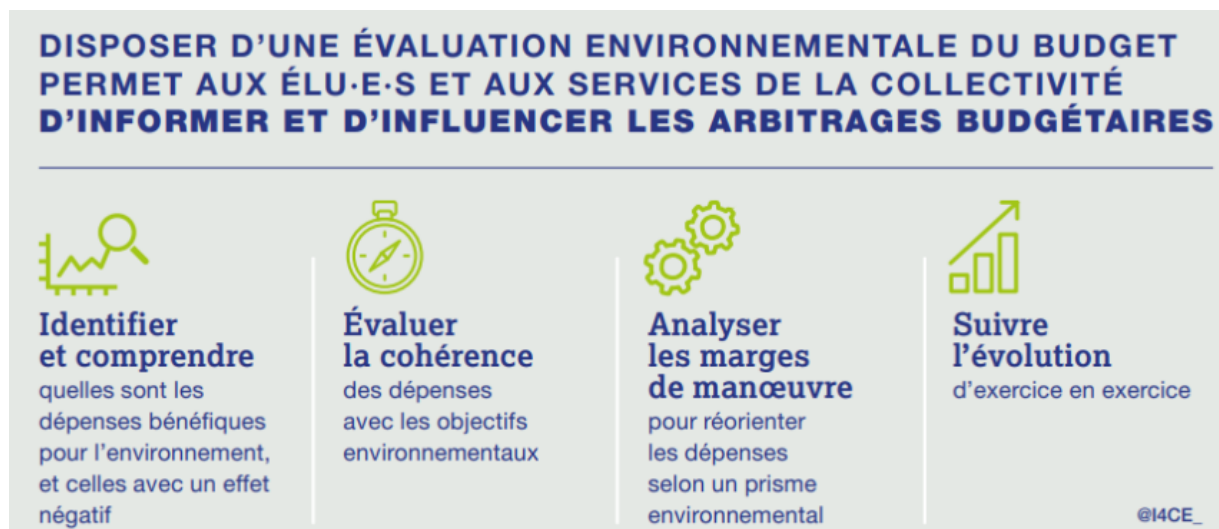 DISPOSER D'UNE ÉVALUATION ENVIRONNEMENTALE DU BUDGET
PERMET AUX ÉLU·E·S ET AUX SERVICES DE LA COLLECTIVITÉ
D'INFORMER ET D'INFLUENCER LES ARBITRAGES BUDGÉTAIRES
Identifier
et comprendre
quelles sont les
dépenses bénéfiques
pour l'environnement,
et celles avec un effet
négatif
Évaluer
la cohérence
des dépenses
avec les objectifs
environnementaux
Analyser
les marges
de manœuvre
pour réorienter
les dépenses
selon un prisme
environnemental
Suivre
l'évolution
d'exercice en exercice
@I4CE_